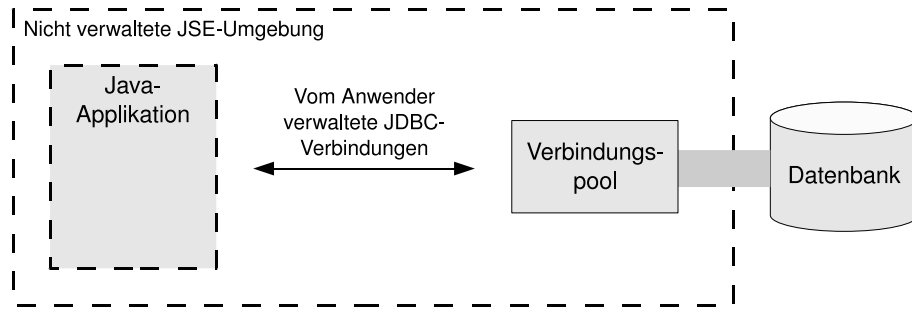 Nicht verwaltete JSE-Umgebung
Java-
Applikation
Vom Anwender
verwaltete JDBC-
Verbindungen
Verbindungs-
pool
Datenbank